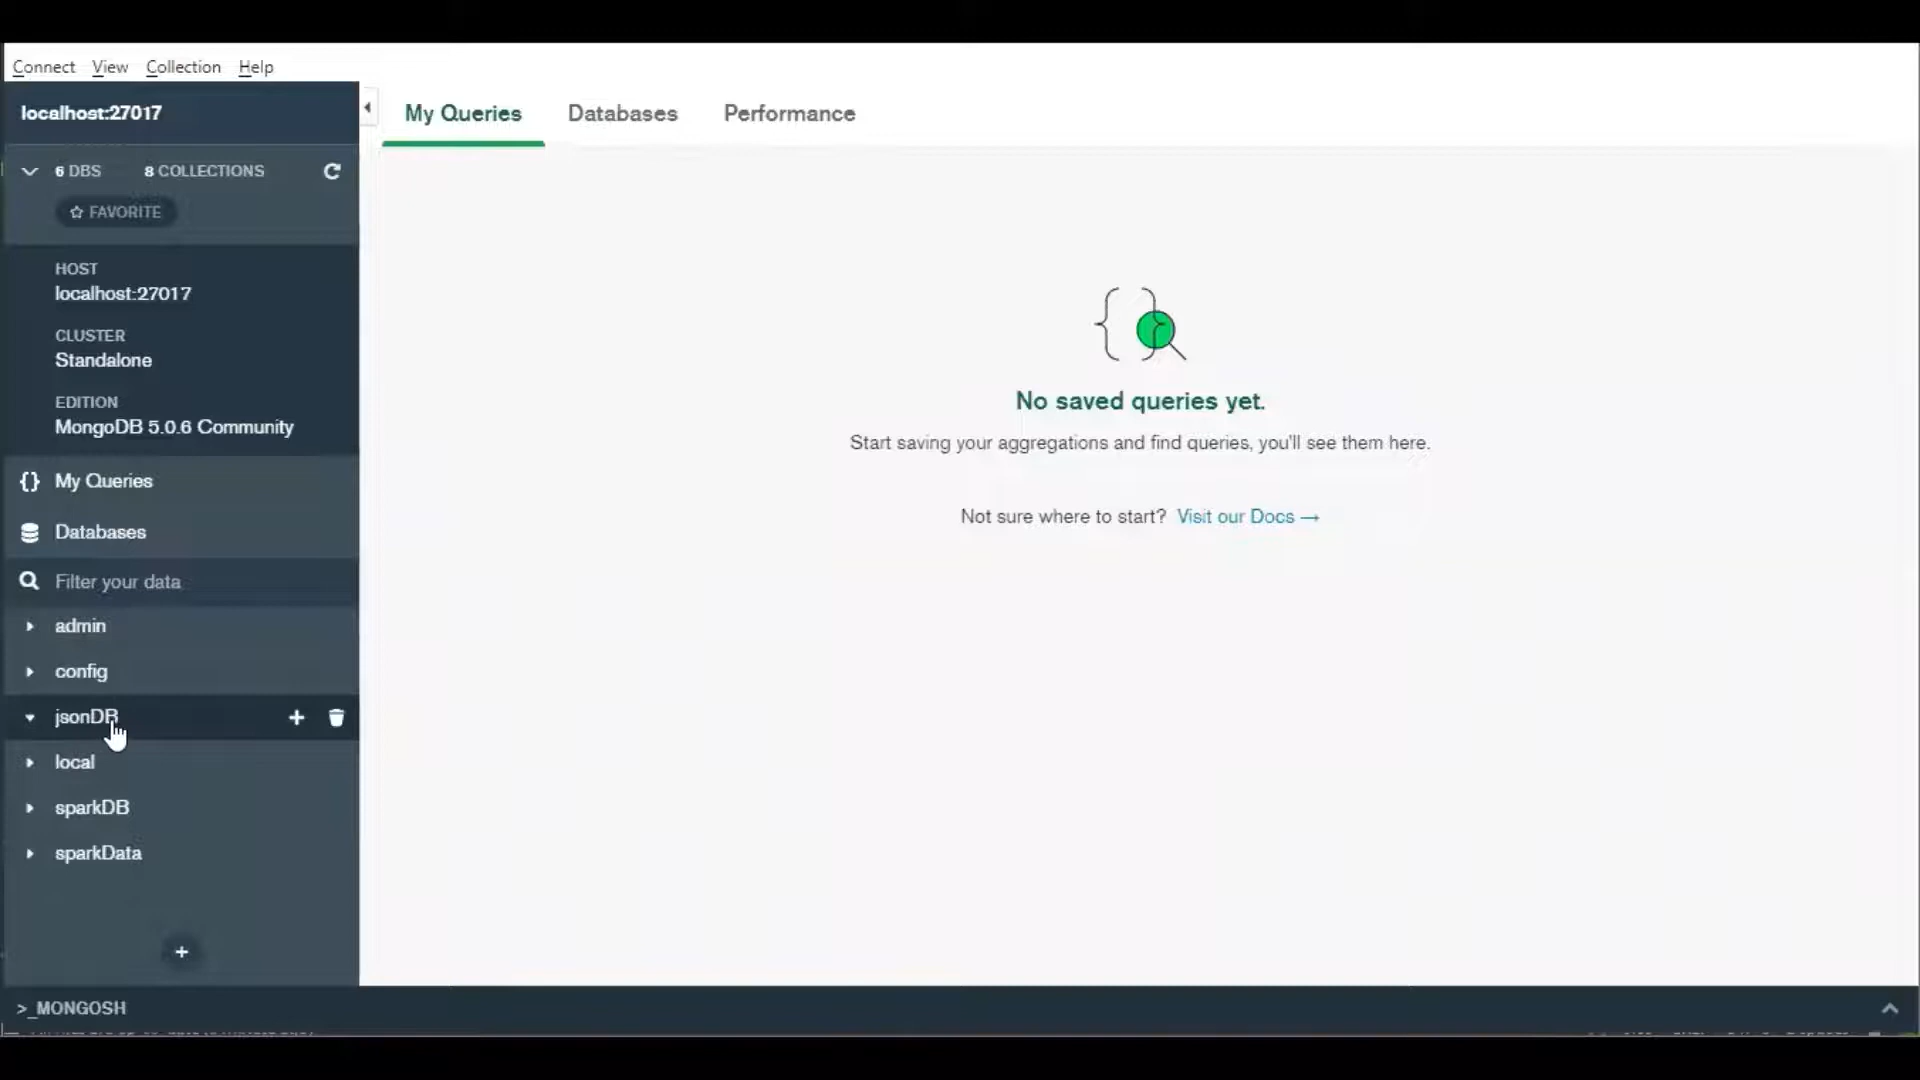 Connect View Collection Help
localhost:27017
My Queries Databases Performance
6 DBS 8 COLLECTIONS
FAVORITE
HOST
localhost:27017
CLUSTER
Standalone
EDITION
MongoDB 5.0.6 Community
{} My Queries
Databases
Filter your data
admin
config
jsonDB
local
sparkDB
sparkData
+
No saved queries yet.
Start saving your aggregations and find queries, you'll see them here.
Not sure where to start? Visit our Docs →
>_MONGOSH